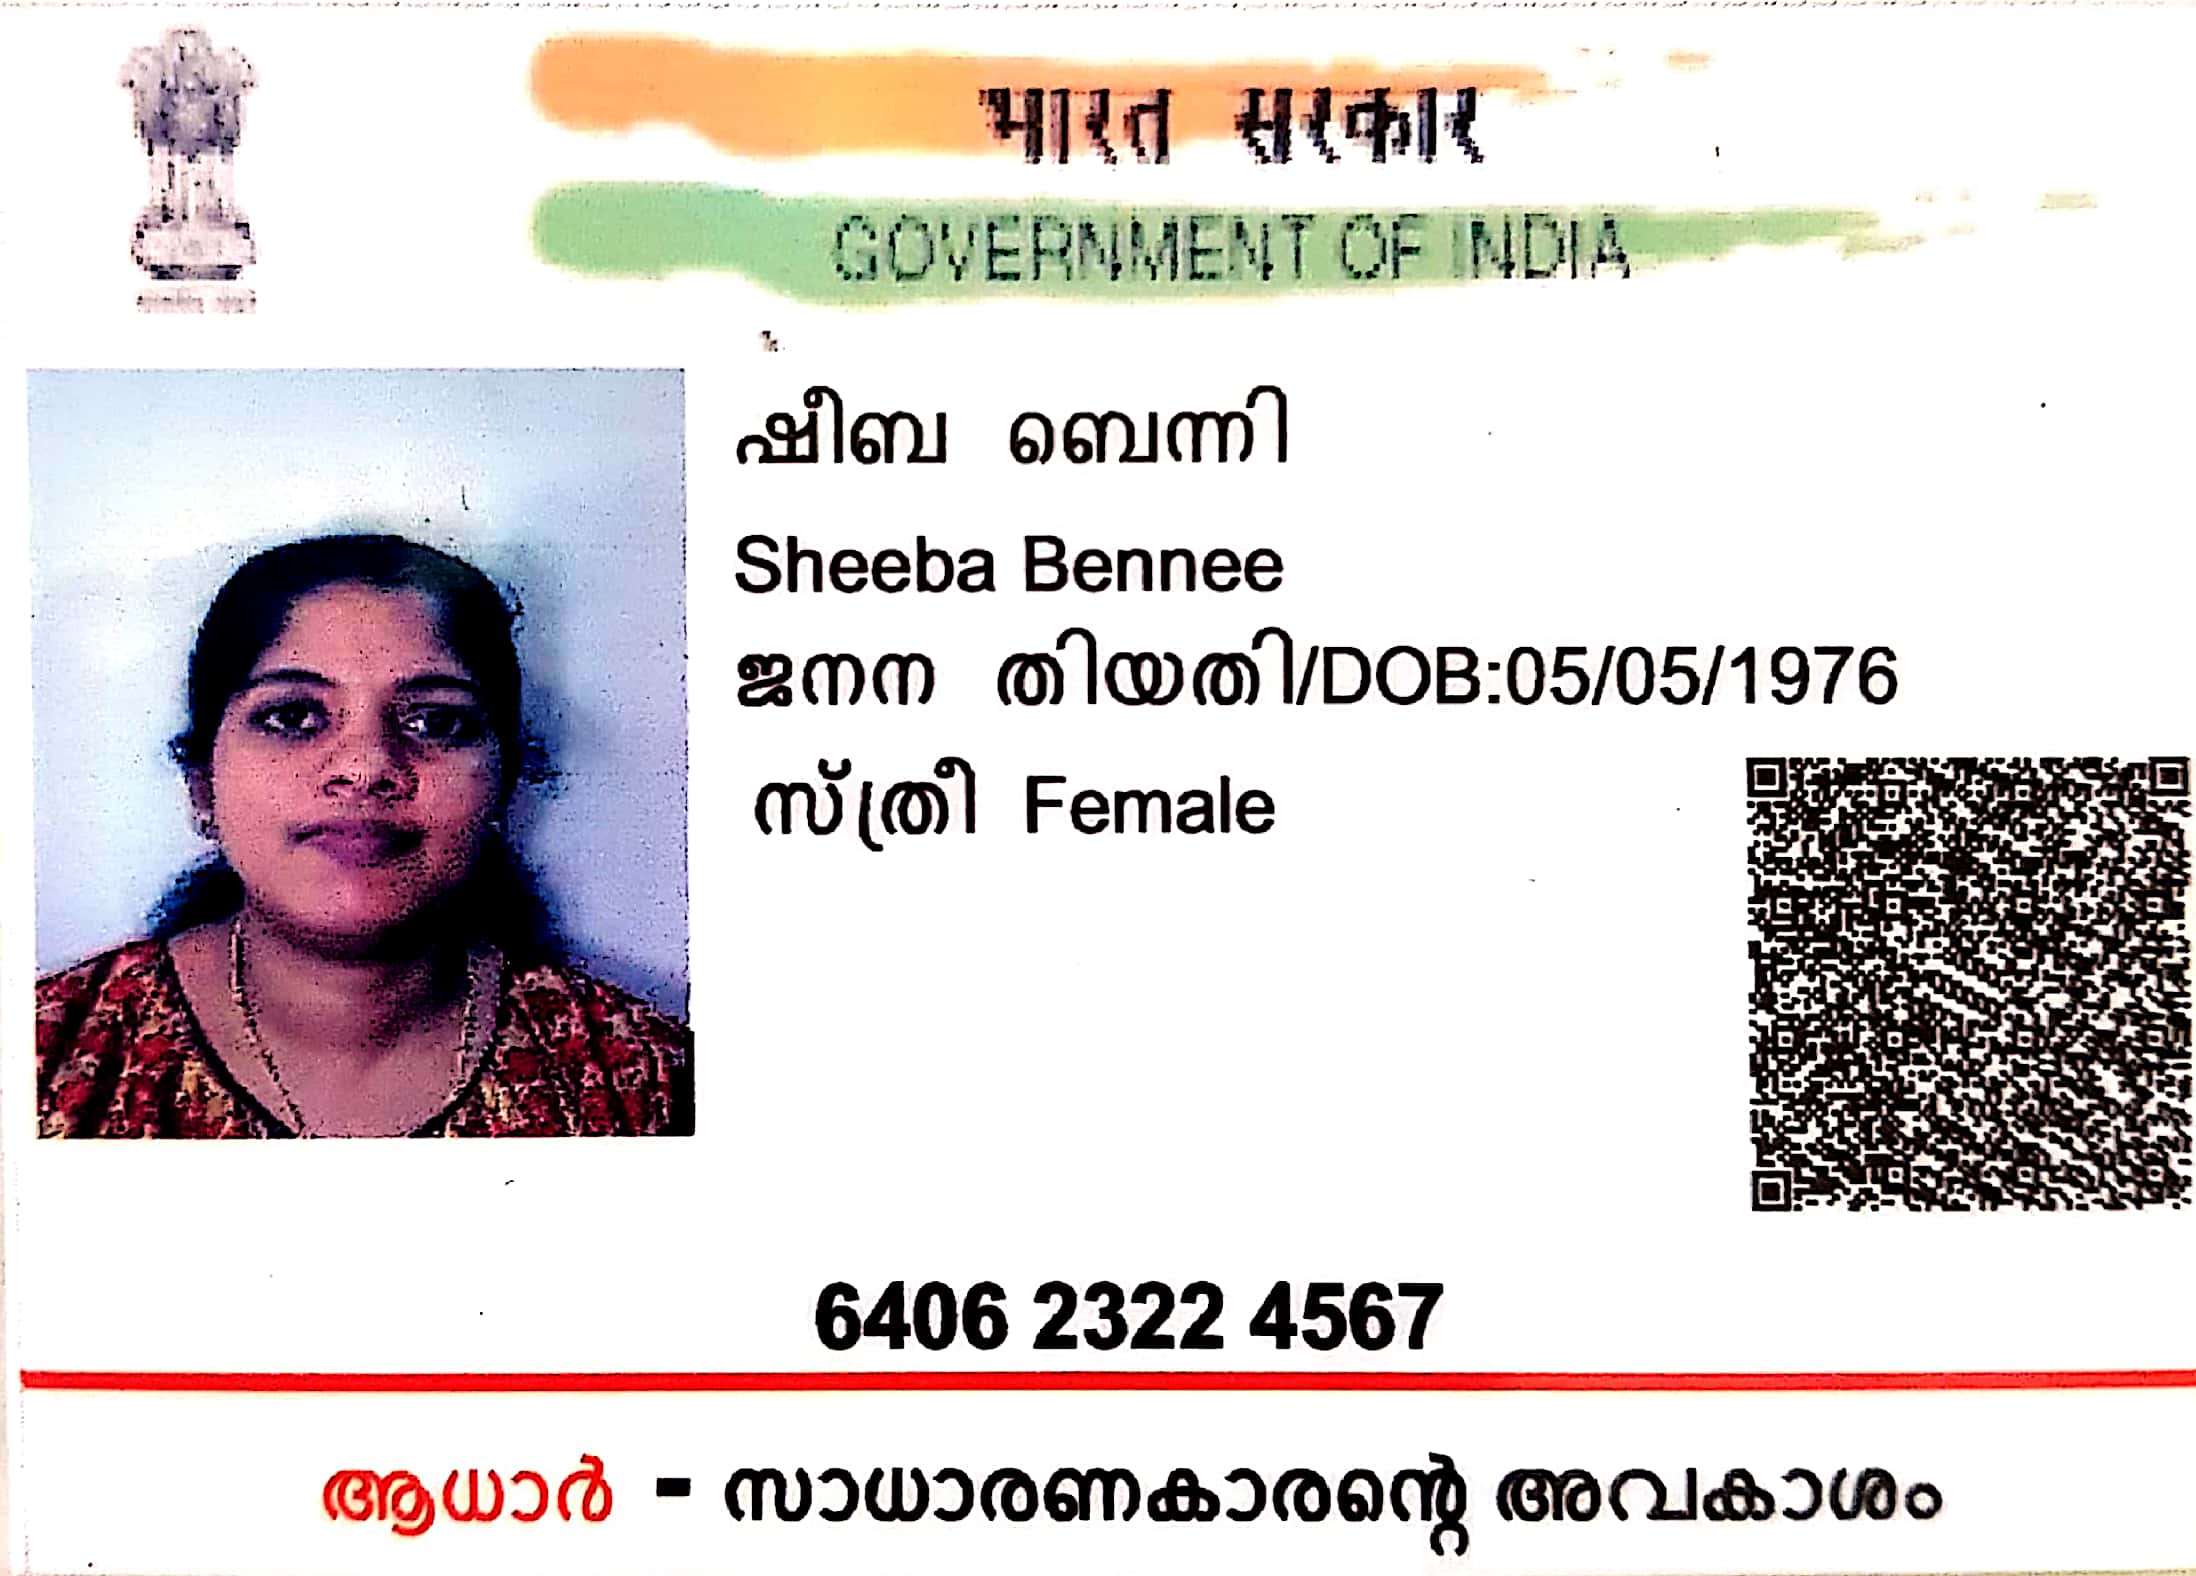 भारत सरकार
GOVERNMENT OF INDIA
ഷീബ ബെന്നി
Sheeba Bennee
ജനന തിയതി/DOB:05/05/1976
സ്ത്രീ Female
6406 2322 4567
ആധാർ - സാധാരണകാരന്റെ അവകാശം